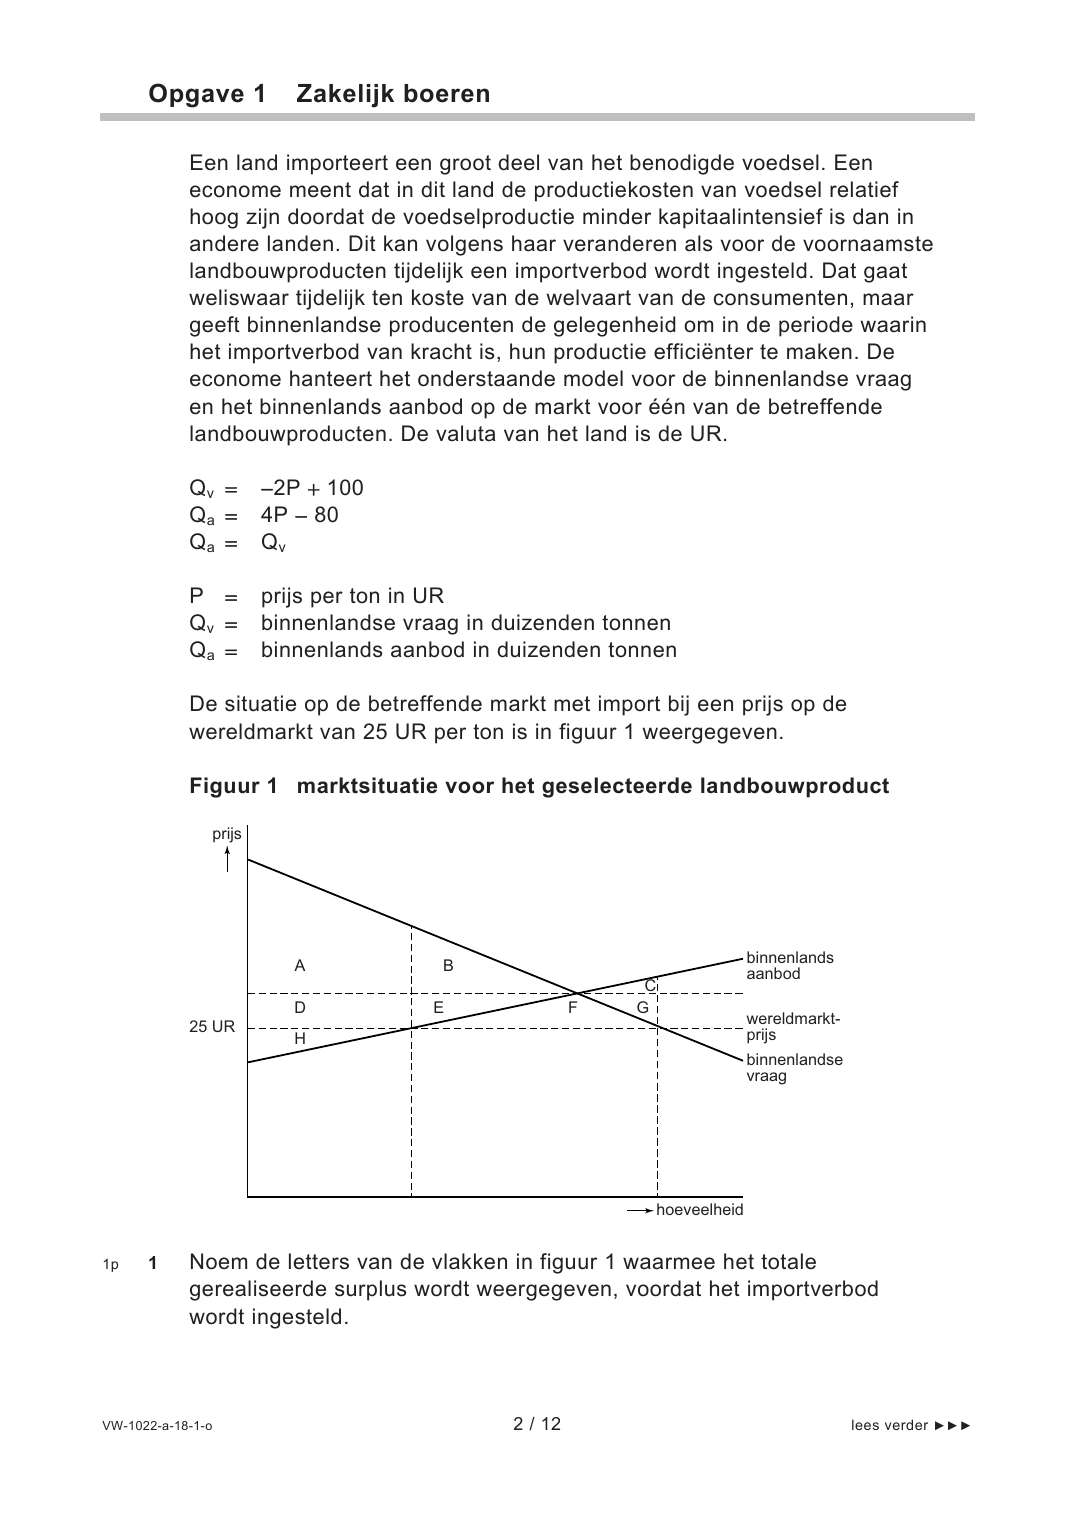 Opgave 1 Zakelijk boeren
Een land importeert een groot deel van het benodigde voedsel. Een
econome meent dat in dit land de productiekosten van voedsel relatief
hoog zijn doordat de voedselproductie minder kapitaalintensief is dan in
andere landen. Dit kan volgens haar veranderen als voor de voornaamste
landbouwproducten tijdelijk een importverbod wordt ingesteld. Dat gaat
weliswaar tijdelijk ten koste van de welvaart van de consumenten, maar
geeft binnenlandse producenten de gelegenheid om in de periode waarin
het importverbod van kracht is, hun productie efficiënter te maken. De
econome hanteert het onderstaande model voor de binnenlandse vraag
en het binnenlands aanbod op de markt voor één van de betreffende
landbouwproducten. De valuta van het land is de UR.
Qv = –2P + 100
Qa = 4P – 80
Qa = Qv
P = prijs per ton in UR
Qv = binnenlandse vraag in duizenden tonnen
Qa = binnenlands aanbod in duizenden tonnen
De situatie op de betreffende markt met import bij een prijs op de
wereldmarkt van 25 UR per ton is in figuur 1 weergegeven.
Figuur 1 marktsituatie voor het geselecteerde landbouwproduct
prijs
binnenlands
aanbod
A B
C
D E F G
wereldmarkt-
prijs
25 UR
H
binnenlandse
vraag
hoeveelheid
1p 1 Noem de letters van de vlakken in figuur 1 waarmee het totale
gerealiseerde surplus wordt weergegeven, voordat het importverbod
wordt ingesteld.
VW-1022-a-18-1-o 2 / 12 lees verder ►►►